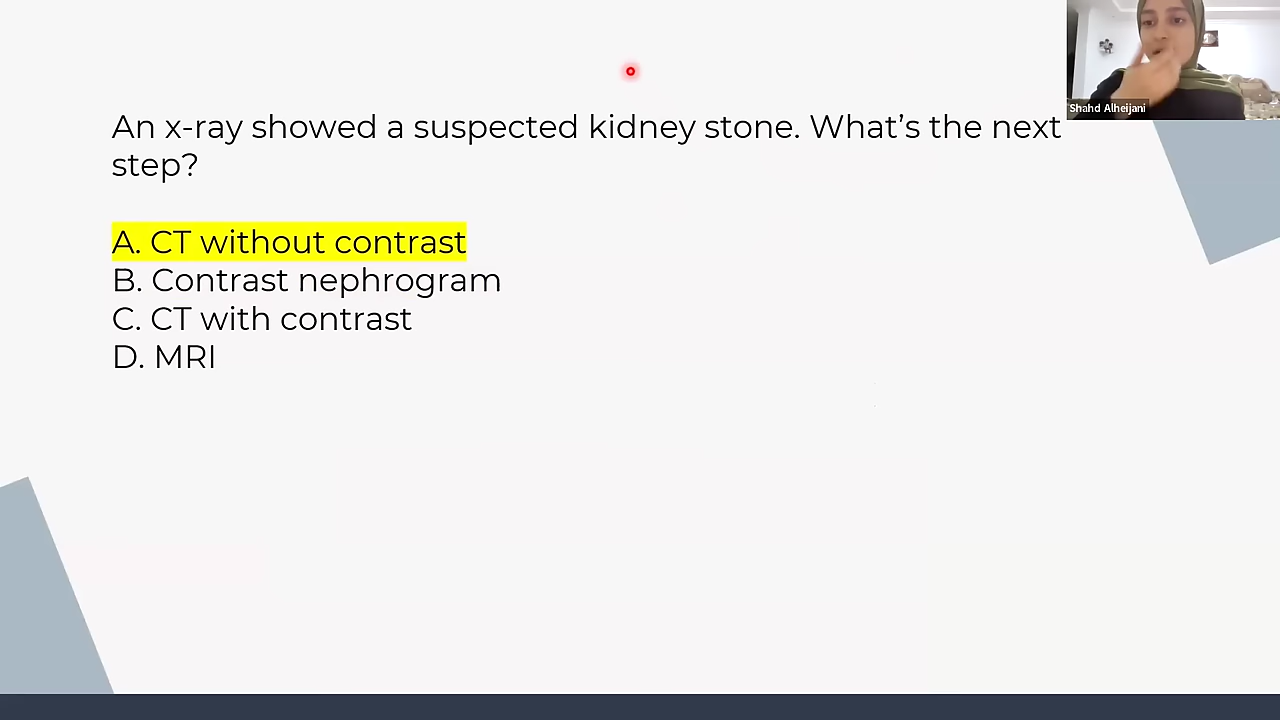 Shahd Alheijani
An x-ray showed a suspected kidney stone. What’s the next
step?
A. CT without contrast
B. Contrast nephrogram
C. CT with contrast
D. MRI